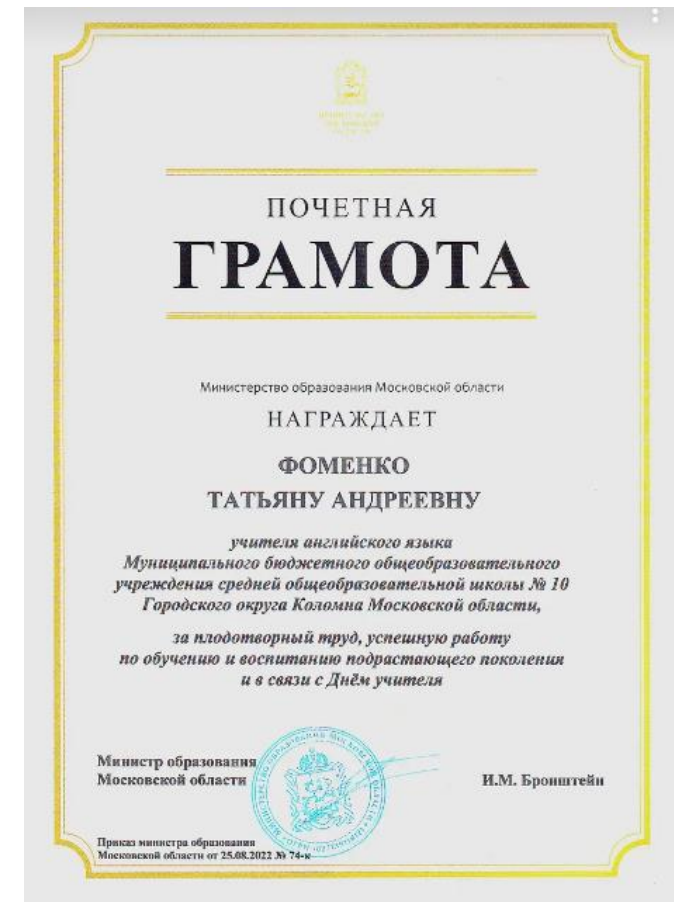 ПОЧЕТНАЯ
ГРАМОТА
Министерство образования Московской области
НАГРАЖДАЕТ
ФОМЕНКО
ТАТЬЯНУ АНДРЕЕВНУ
учителя английского языка
Муниципального бюджетного общеобразовательного
учреждения средней общеобразовательной школы № 10
Городского округа Коломна Московской области,
за плодотворный труд, успешную работу
по обучению и воспитанию подрастающего поколения
и в связи с Днём учителя
Министр образования
Московской области
И.М. Бронштейн
Приказ министра образования
Московской области от 25.08.2022 № 74-к